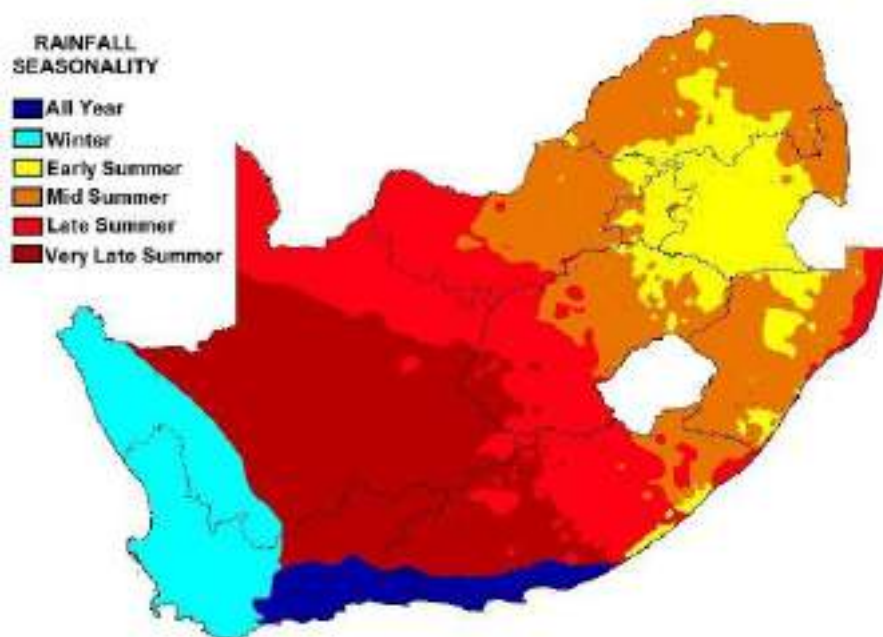 RAINFALL
SEASONALITY
All Year
Winter
Early Summer
Mid Summer
Late Summer
Very Late Summer